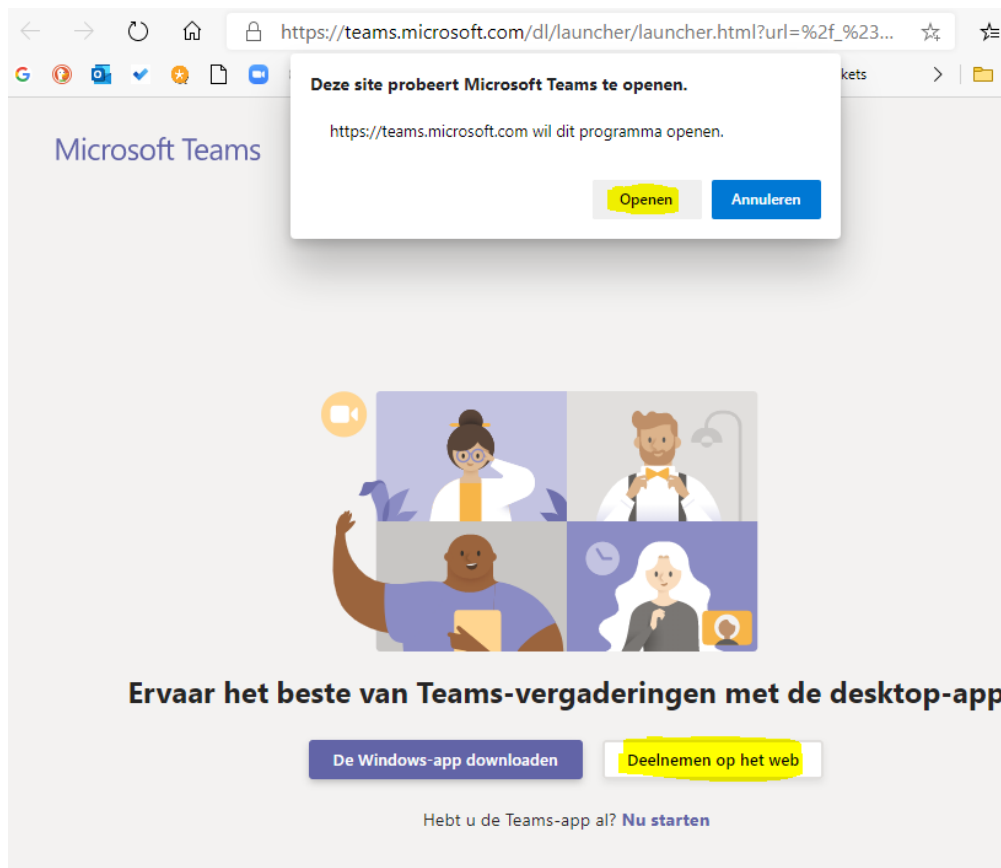 https://teams.microsoft.com/dl/launcher/launcher.html?url=%2f_%23...
kets
Deze site probeert Microsoft Teams te openen.
https://teams.microsoft.com wil dit programma openen.
Openen
Annuleren
Microsoft Teams
Ervaar het beste van Teams-vergaderingen met de desktop-app
De Windows-app downloaden
Deelnemen op het web
Hebt u de Teams-app al? Nu starten